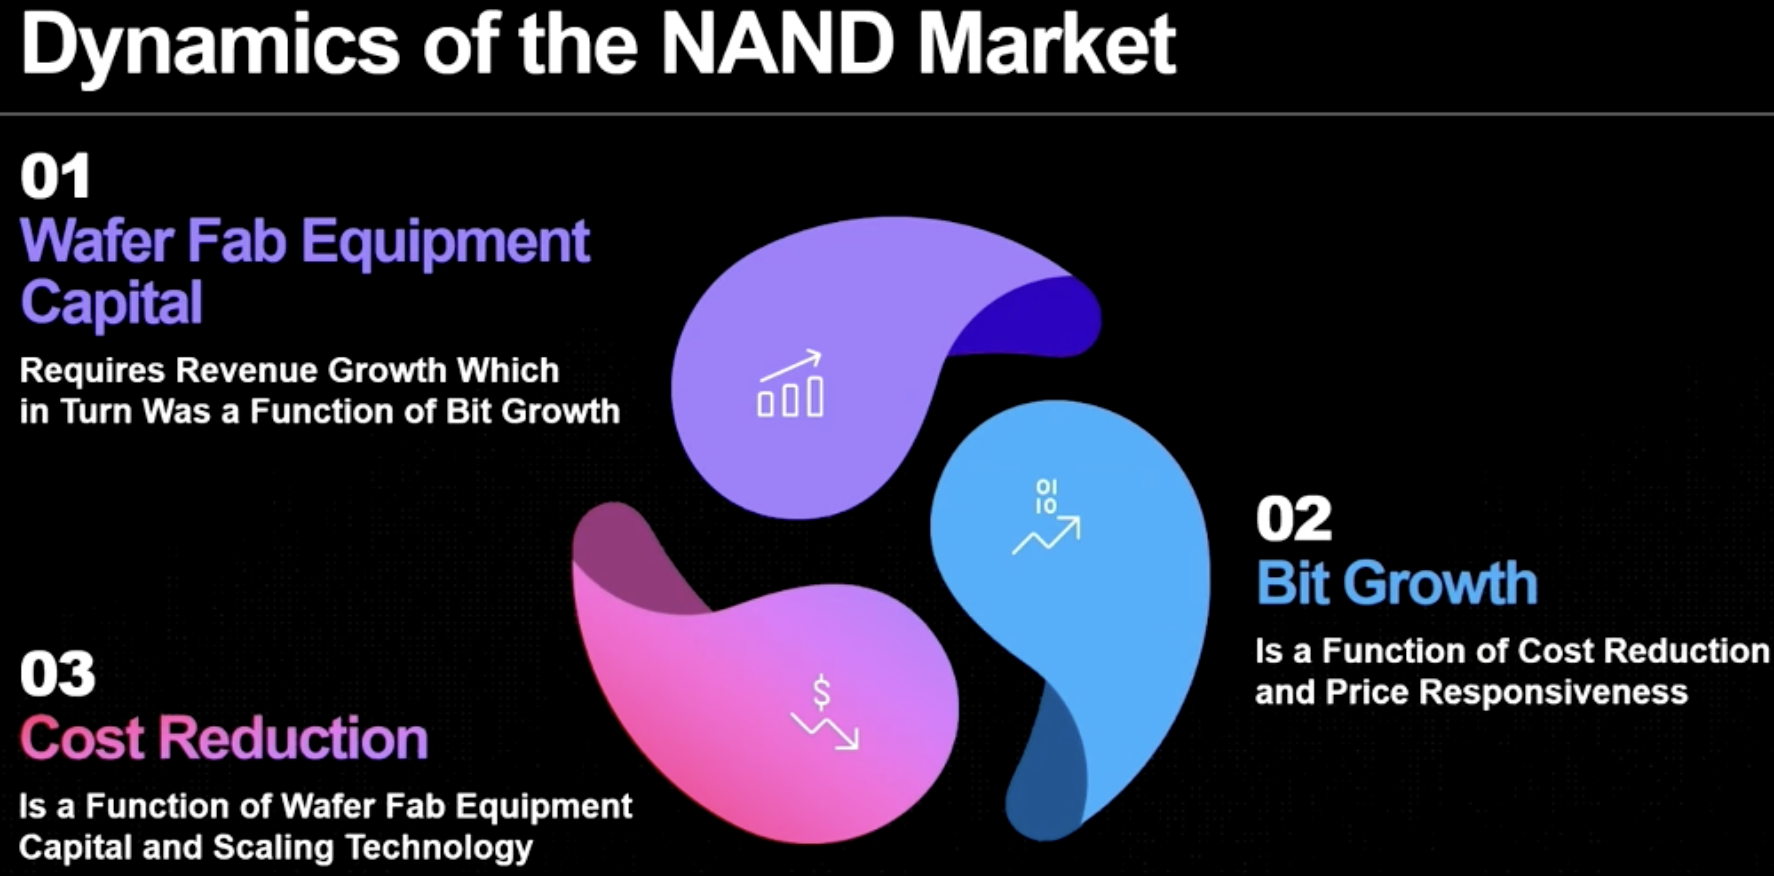 Dynamics of the NAND Market
01
Wafer Fab Equipment
Capital
Requires Revenue Growth Which
in Turn Was a Function of Bit Growth
01
10
02
Bit Growth
Is a Function of Cost Reduction
and Price Responsiveness
03
Cost Reduction
Is a Function of Wafer Fab Equipment
Capital and Scaling Technology
$